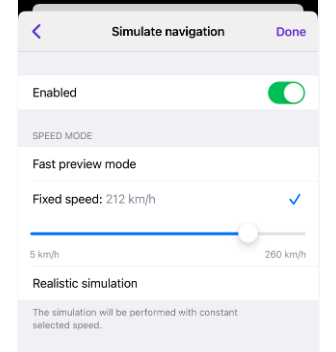 Simulate navigation
Done
Enabled
SPEED MODE
Fast preview mode
Fixed speed: 212 km/h
5 km/h
260 km/h
Realistic simulation
The simulation will be performed with constant
selected speed.